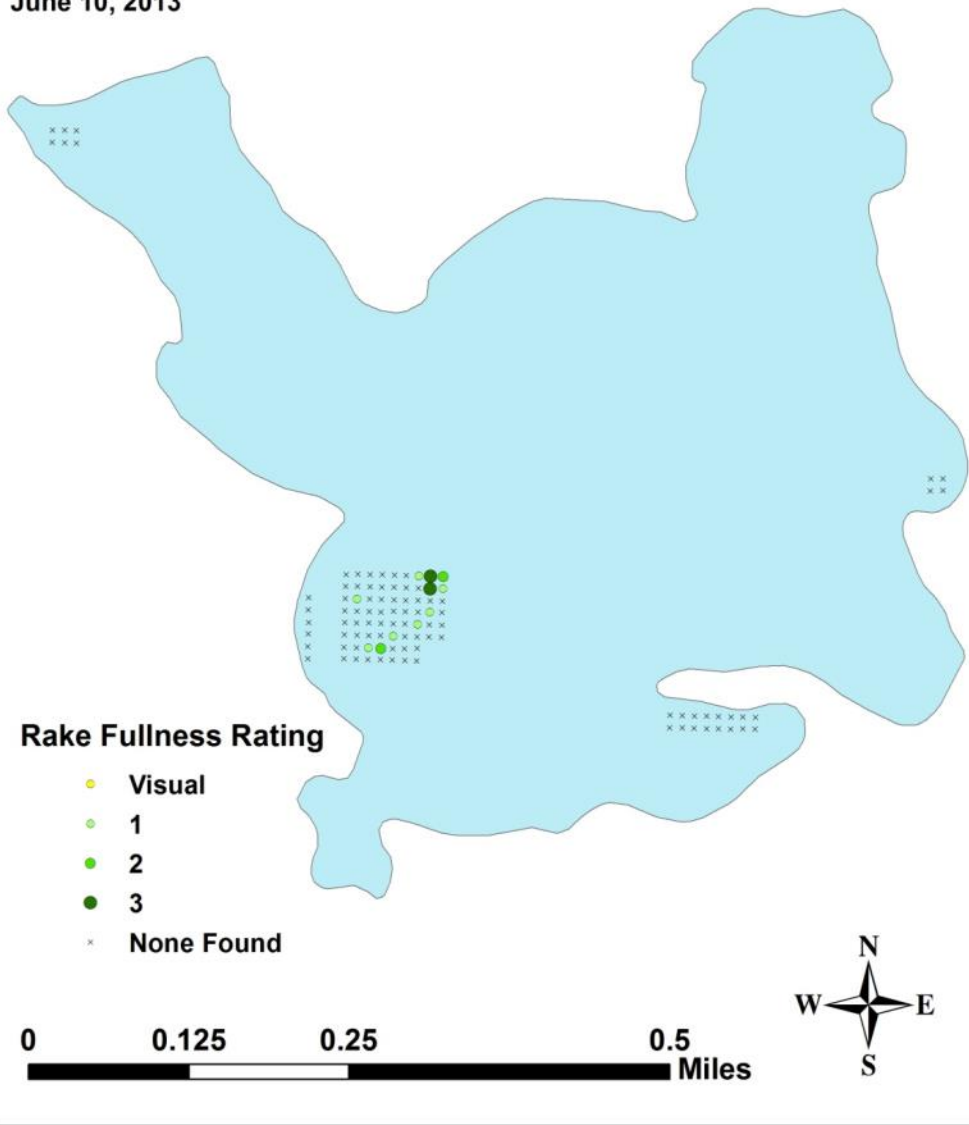 June 10, 2013
Rake Fullness Rating
Visual
1
2
3
None Found
N
W E
S
0 0.125 0.25 0.5
Miles